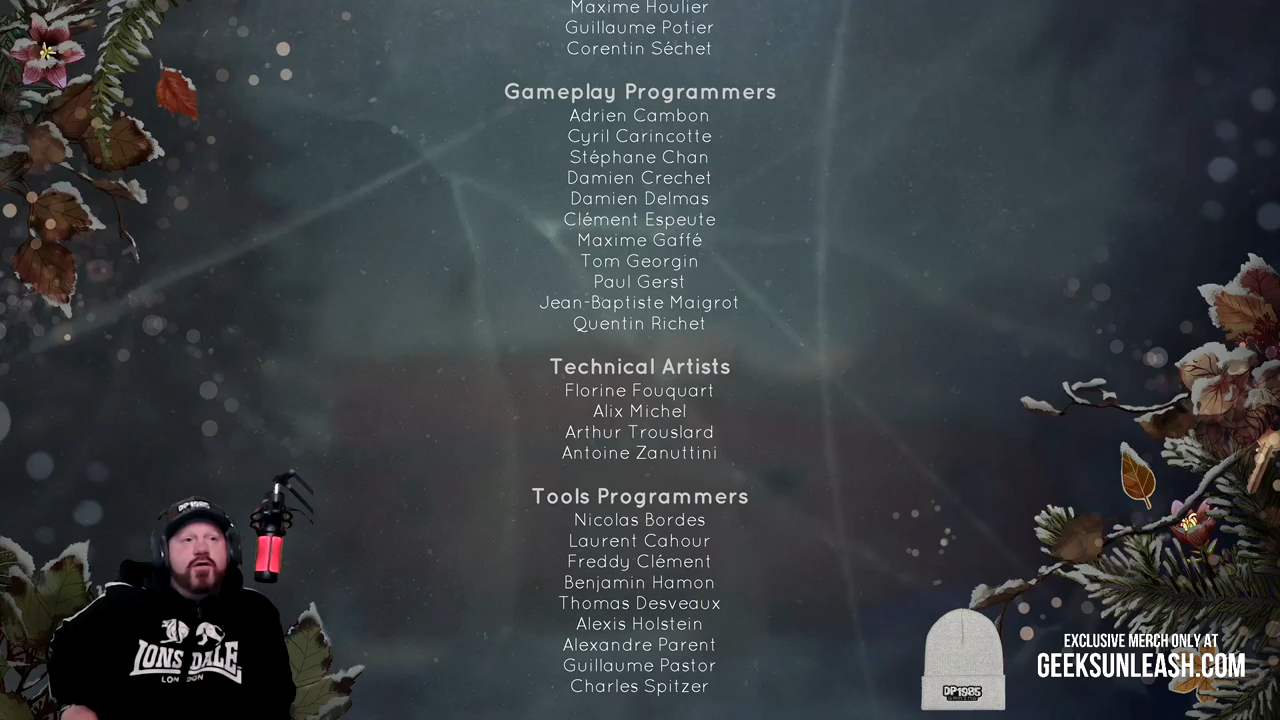 Maxime Houlier
Guillaume Potier
Corentin Séchet
Gameplay Programmers
Adrien Cambon
Cyril Carincotte
Stéphane Chan
Damien Crechet
Damien Delmas
Clément Espeute
Maxime Gaffé
Tom Georgin
Paul Gerst
Jean-Baptiste Maigrot
Quentin Richet
Technical Artists
Florine Fouquart
Alix Michel
Arthur Trouslard
Antoine Zanuttini
Tools Programmers
Nicolas Bordes
Laurent Cahour
Freddy Clément
Benjamin Hamon
Thomas Desveaux
Alexis Holstein
Alexandre Parent
Guillaume Pastor
Charles Spitzer
DP1985
LONSDALE
LONDON
DP1985
GAMING
EXCLUSIVE MERCH ONLY AT
GEEKSUNLEASH.COM